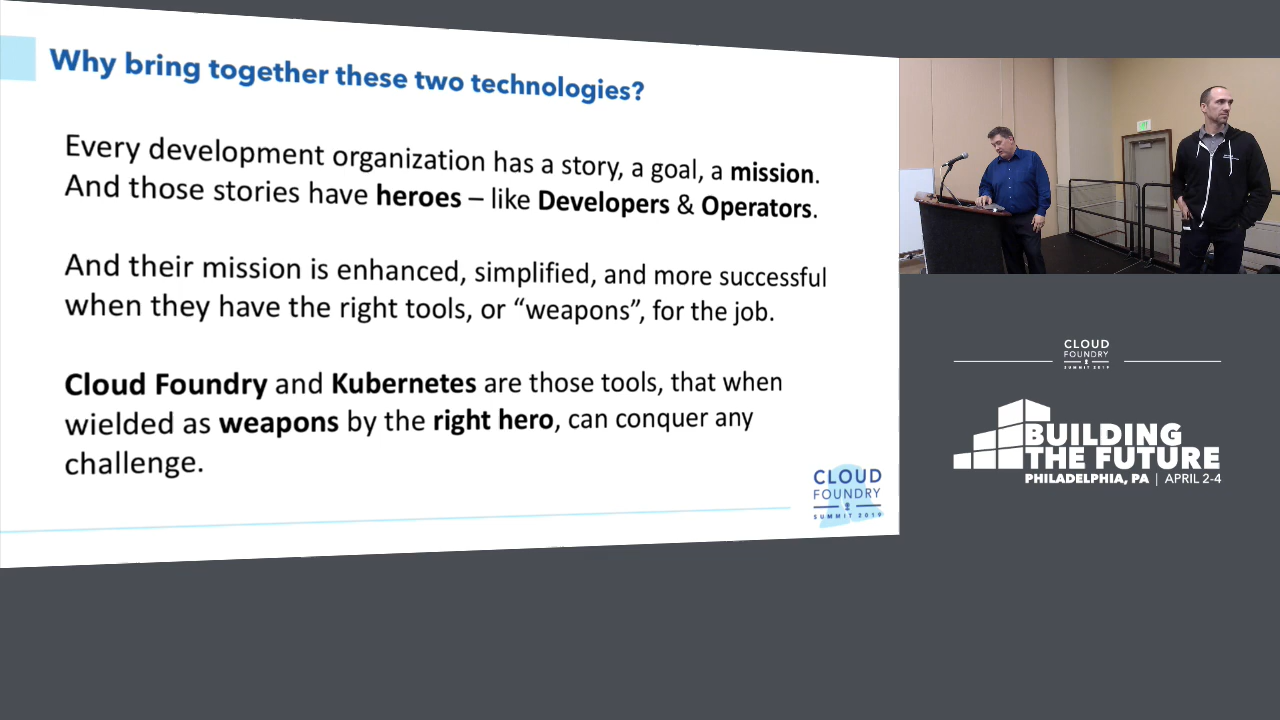 Why bring together these two technologies?
Every development organization has a story, a goal, a mission.
And those stories have heroes – like Developers & Operators.
And their mission is enhanced, simplified, and more successful
when they have the right tools, or “weapons”, for the job.
Cloud Foundry and Kubernetes are those tools, that when
wielded as weapons by the right hero, can conquer any
challenge.
CLOUD
FOUNDRY
SUMMIT 2019
CLOUD
FOUNDRY
SUMMIT 2019
BUILDING
THE FUTURE
PHILADELPHIA, PA | APRIL 2-4